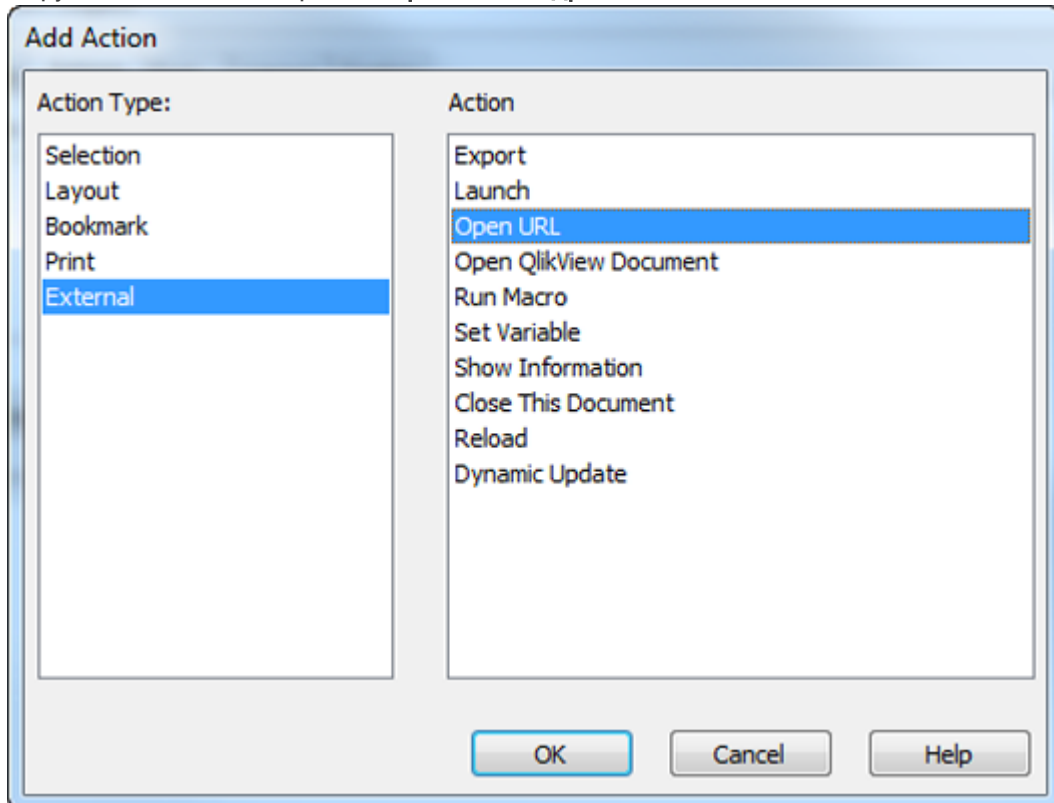 Add Action
Action Type:
Selection
Layout
Bookmark
Print
External
Action
Export
Launch
Open URL
Open QlikView Document
Run Macro
Set Variable
Show Information
Close This Document
Reload
Dynamic Update
OK
Cancel
Help